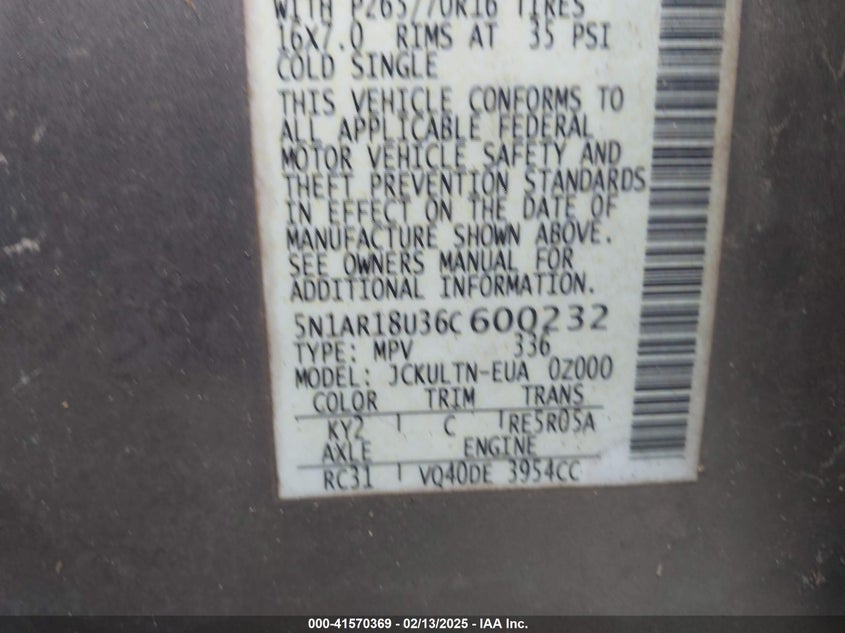 WITH P265/70R16 TIRES
16X7.0 RIMS AT 35 PSI
COLD SINGLE
THIS VEHICLE CONFORMS TO
ALL APPLICABLE FEDERAL
MOTOR VEHICLE SAFETY AND
THEFT PREVENTION STANDARDS
IN EFFECT ON THE DATE OF
MANUFACTURE SHOWN ABOVE.
SEE OWNERS MANUAL FOR
ADDITIONAL INFORMATION.
5N1AR18U36C600232
TYPE: MPV 336
MODEL: JCKULTN-EUA 0Z000
COLOR TRIM TRANS
KY2 C RE5R05A
AXLE ENGINE
RC31 VQ40DE 3954CC
000-41570369 - 02/13/2025 - IAA Inc.